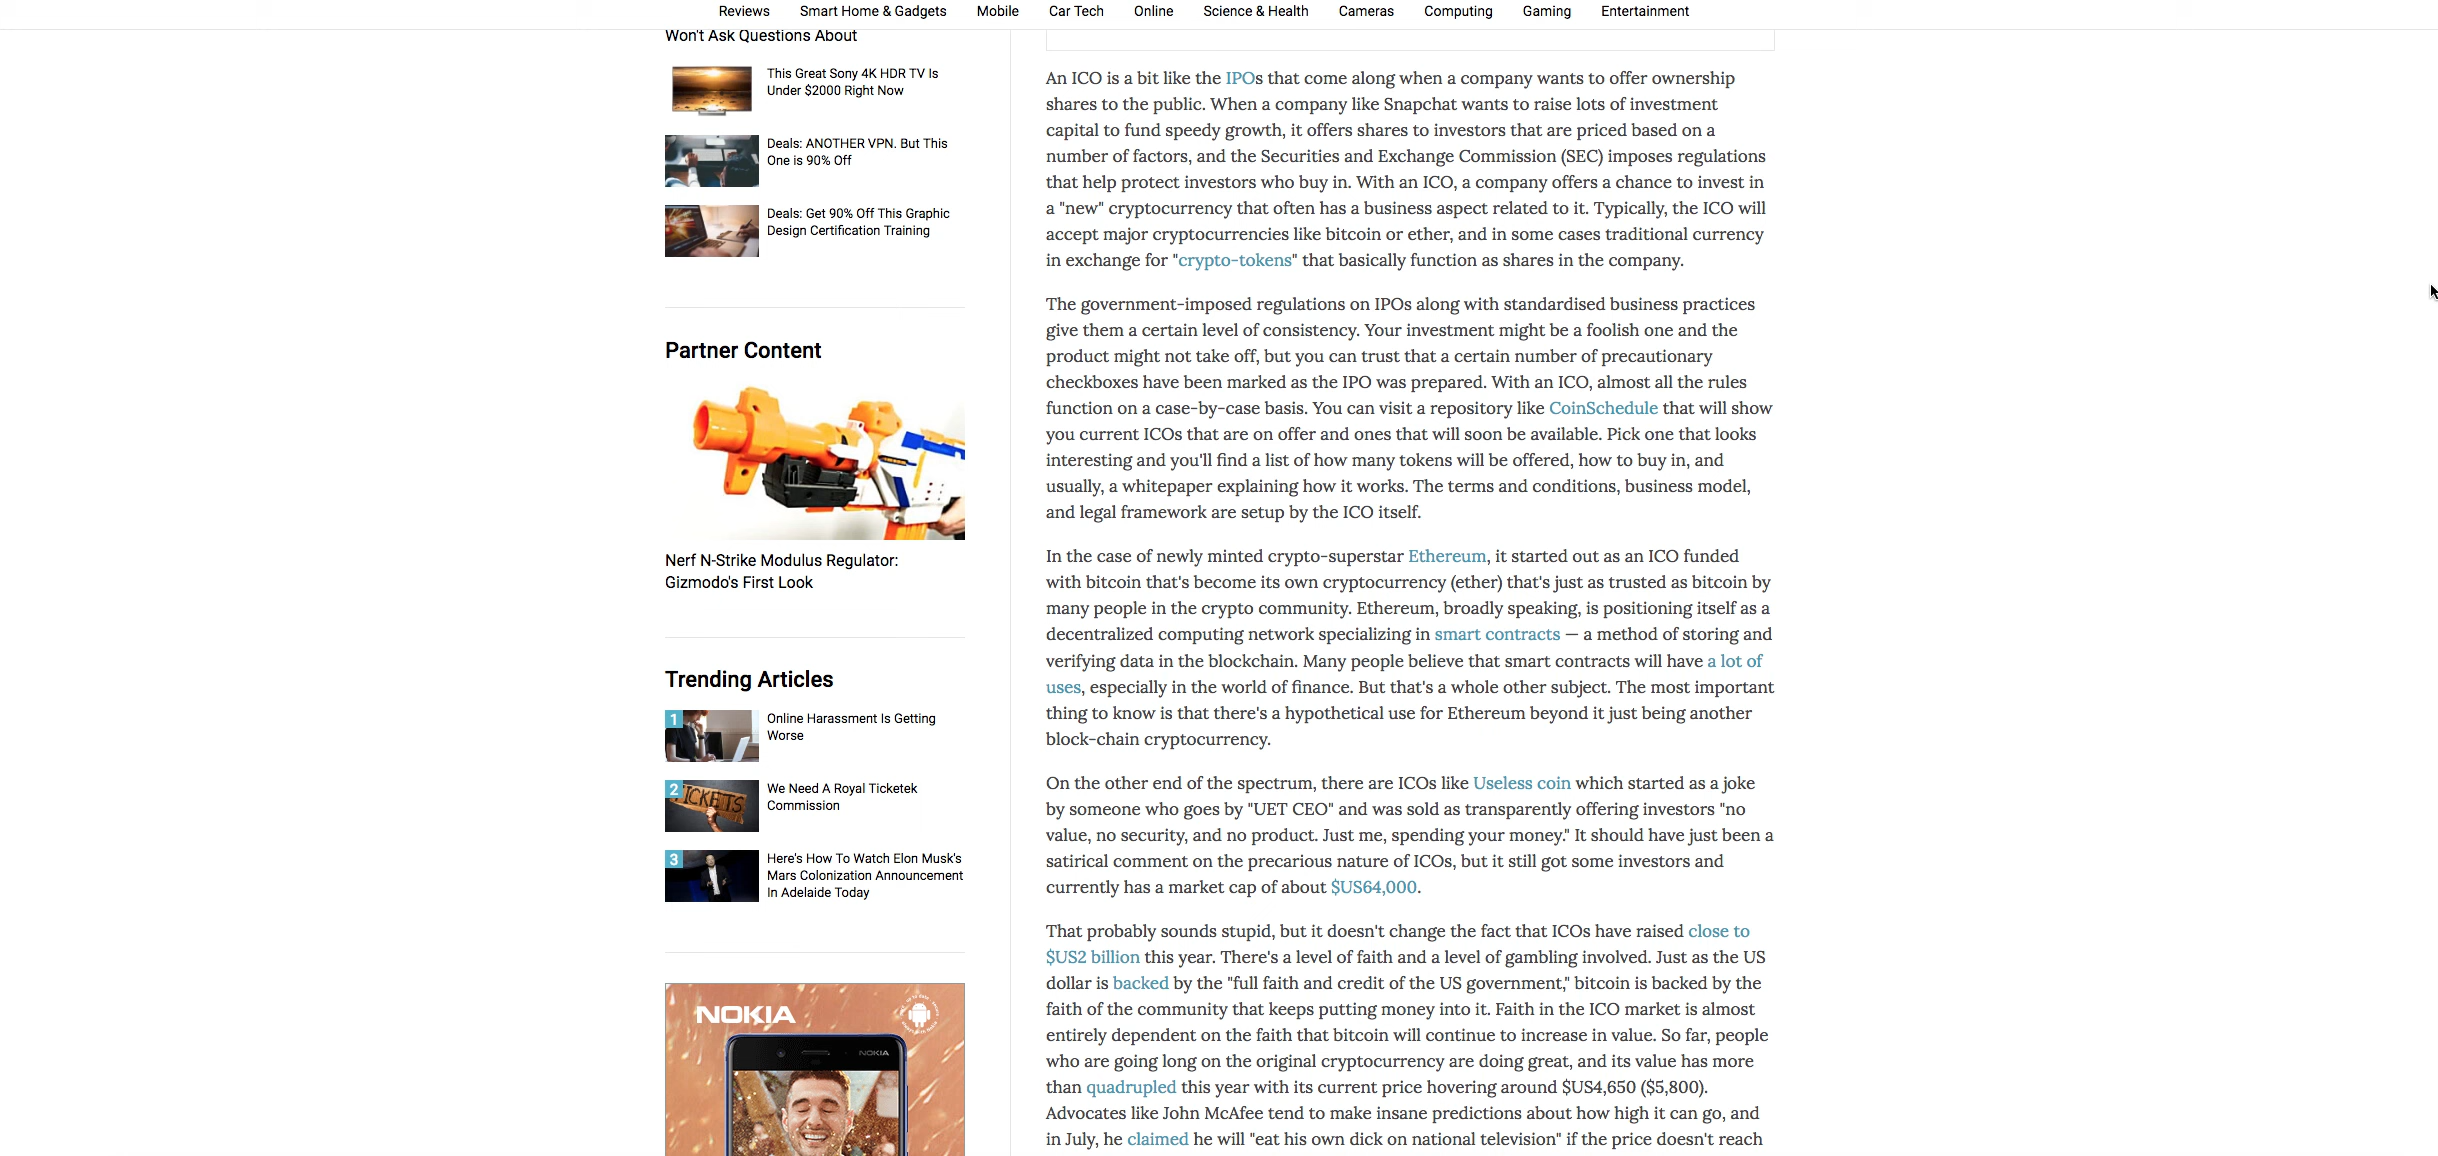 Reviews Smart Home & Gadgets Mobile Car Tech Online Science & Health Cameras Computing Gaming Entertainment
Won't Ask Questions About
This Great Sony 4K HDR TV Is
Under $2000 Right Now
Deals: ANOTHER VPN. But This
One is 90% Off
Deals: Get 90% Off This Graphic
Design Certification Training
Partner Content
Nerf N-Strike Modulus Regulator:
Gizmodo's First Look
Trending Articles
1
Online Harassment Is Getting
Worse
2
TICKETS
We Need A Royal Ticketek
Commission
3
Here's How To Watch Elon Musk's
Mars Colonization Announcement
In Adelaide Today
NOKIA
NOKIA
An ICO is a bit like the IPOs that come along when a company wants to offer ownership
shares to the public. When a company like Snapchat wants to raise lots of investment
capital to fund speedy growth, it offers shares to investors that are priced based on a
number of factors, and the Securities and Exchange Commission (SEC) imposes regulations
that help protect investors who buy in. With an ICO, a company offers a chance to invest in
a "new" cryptocurrency that often has a business aspect related to it. Typically, the ICO will
accept major cryptocurrencies like bitcoin or ether, and in some cases traditional currency
in exchange for "crypto-tokens" that basically function as shares in the company.
The government-imposed regulations on IPOs along with standardised business practices
give them a certain level of consistency. Your investment might be a foolish one and the
product might not take off, but you can trust that a certain number of precautionary
checkboxes have been marked as the IPO was prepared. With an ICO, almost all the rules
function on a case-by-case basis. You can visit a repository like CoinSchedule that will show
you current ICOs that are on offer and ones that will soon be available. Pick one that looks
interesting and you'll find a list of how many tokens will be offered, how to buy in, and
usually, a whitepaper explaining how it works. The terms and conditions, business model,
and legal framework are setup by the ICO itself.
In the case of newly minted crypto-superstar Ethereum, it started out as an ICO funded
with bitcoin that's become its own cryptocurrency (ether) that's just as trusted as bitcoin by
many people in the crypto community. Ethereum, broadly speaking, is positioning itself as a
decentralized computing network specializing in smart contracts — a method of storing and
verifying data in the blockchain. Many people believe that smart contracts will have a lot of
uses, especially in the world of finance. But that's a whole other subject. The most important
thing to know is that there's a hypothetical use for Ethereum beyond it just being another
block-chain cryptocurrency.
On the other end of the spectrum, there are ICOs like Useless coin which started as a joke
by someone who goes by "UET CEO" and was sold as transparently offering investors "no
value, no security, and no product. Just me, spending your money." It should have just been a
satirical comment on the precarious nature of ICOs, but it still got some investors and
currently has a market cap of about $US64,000.
That probably sounds stupid, but it doesn't change the fact that ICOs have raised close to
$US2 billion this year. There's a level of faith and a level of gambling involved. Just as the US
dollar is backed by the "full faith and credit of the US government," bitcoin is backed by the
faith of the community that keeps putting money into it. Faith in the ICO market is almost
entirely dependent on the faith that bitcoin will continue to increase in value. So far, people
who are going long on the original cryptocurrency are doing great, and its value has more
than quadrupled this year with its current price hovering around $US4,650 ($5,800).
Advocates like John McAfee tend to make insane predictions about how high it can go, and
in July, he claimed he will "eat his own dick on national television" if the price doesn't reach